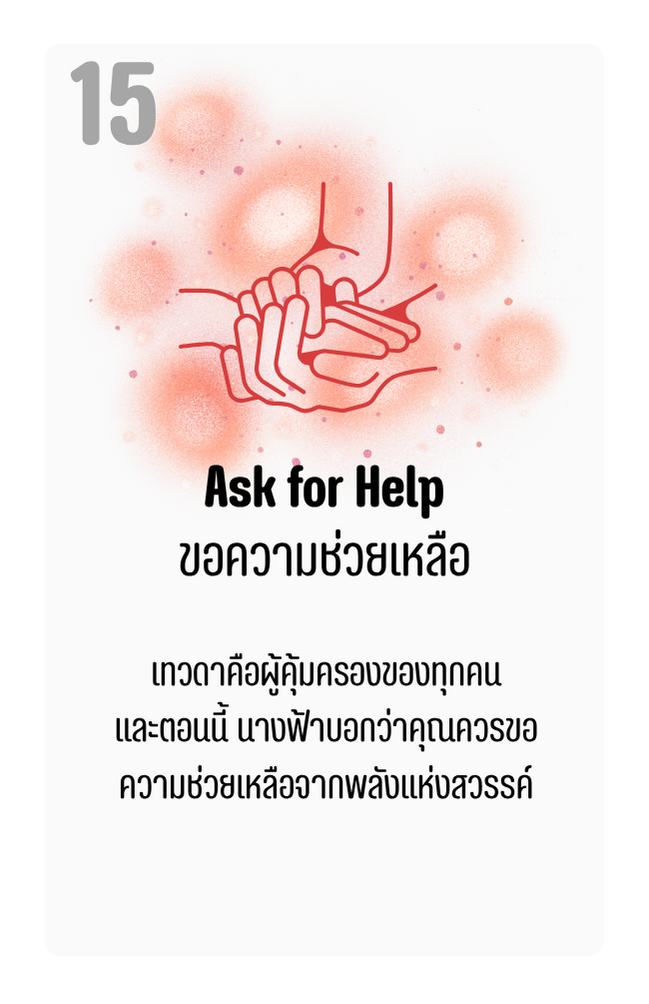 15
Ask for Help
ขอความช่วยเหลือ
เทวดาคือผู้คุ้มครองของทุกคน
และตอนนี้ นางฟ้าบอกว่าคุณควรขอ
ความช่วยเหลือจากพลังแห่งสวรรค์